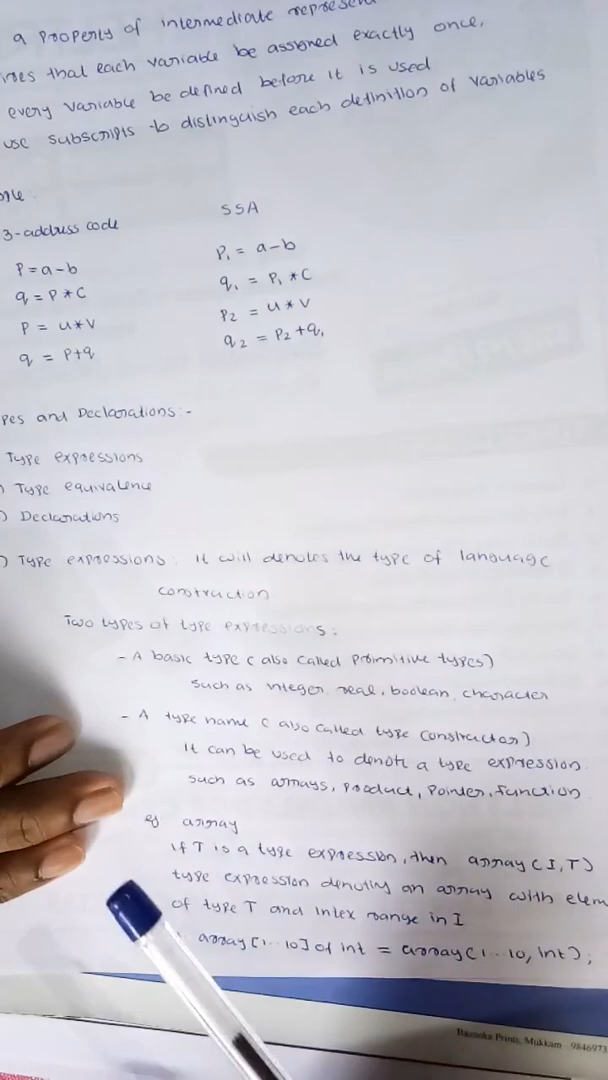 a property of intermediate represen
ires that each variable be assigned exactly once,
every variable be defined before it is used
use subscripts to distinguish each definition of variables
3-address code
SSA
P = a-b
P₁ = a-b
q = P * C
q₁ = P₁ * C
P = u*v
P₂ = u*v
q = P+q
q₂ = P₂+q₁
pes and Declarations:-
Type expressions
) Type equivalence
) Declarations
) Type expressions: It will denotes the type of language
construction
Two types of type expressions:
- A basic type ( also called primitive types)
such as integer, real, boolean, character
- A type name ( also called type constructor)
It can be used to denote a type expression
such as arrays, product, pointer, function
eg array
If T is a type expression, then array(I,T)
type expression denoting an array with elem
of type T and intex range in I
array[1...10] of int = array(1...10, int);
Bazooka Prints, Mukkam 9846973